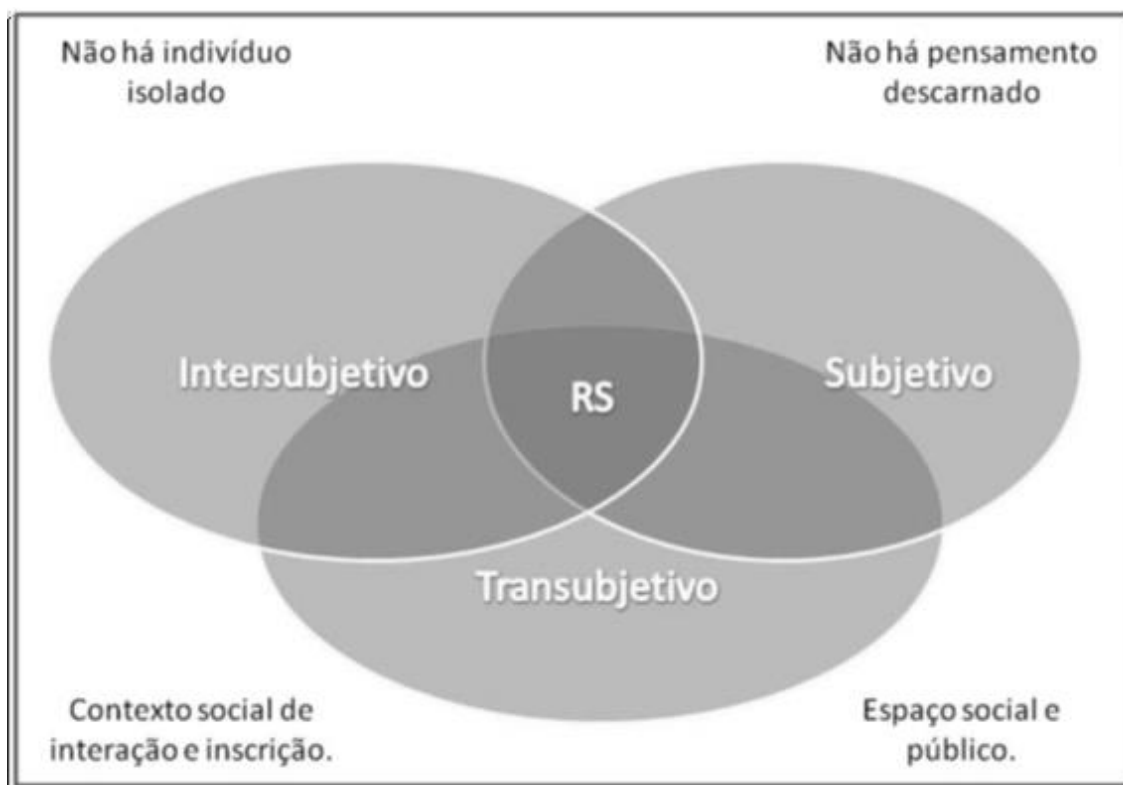 Não há indivíduo
isolado
Não há pensamento
descarnado
Intersubjetivo
RS
Subjetivo
Transubjetivo
Contexto social de
interação e inscrição.
Espaço social e
público.